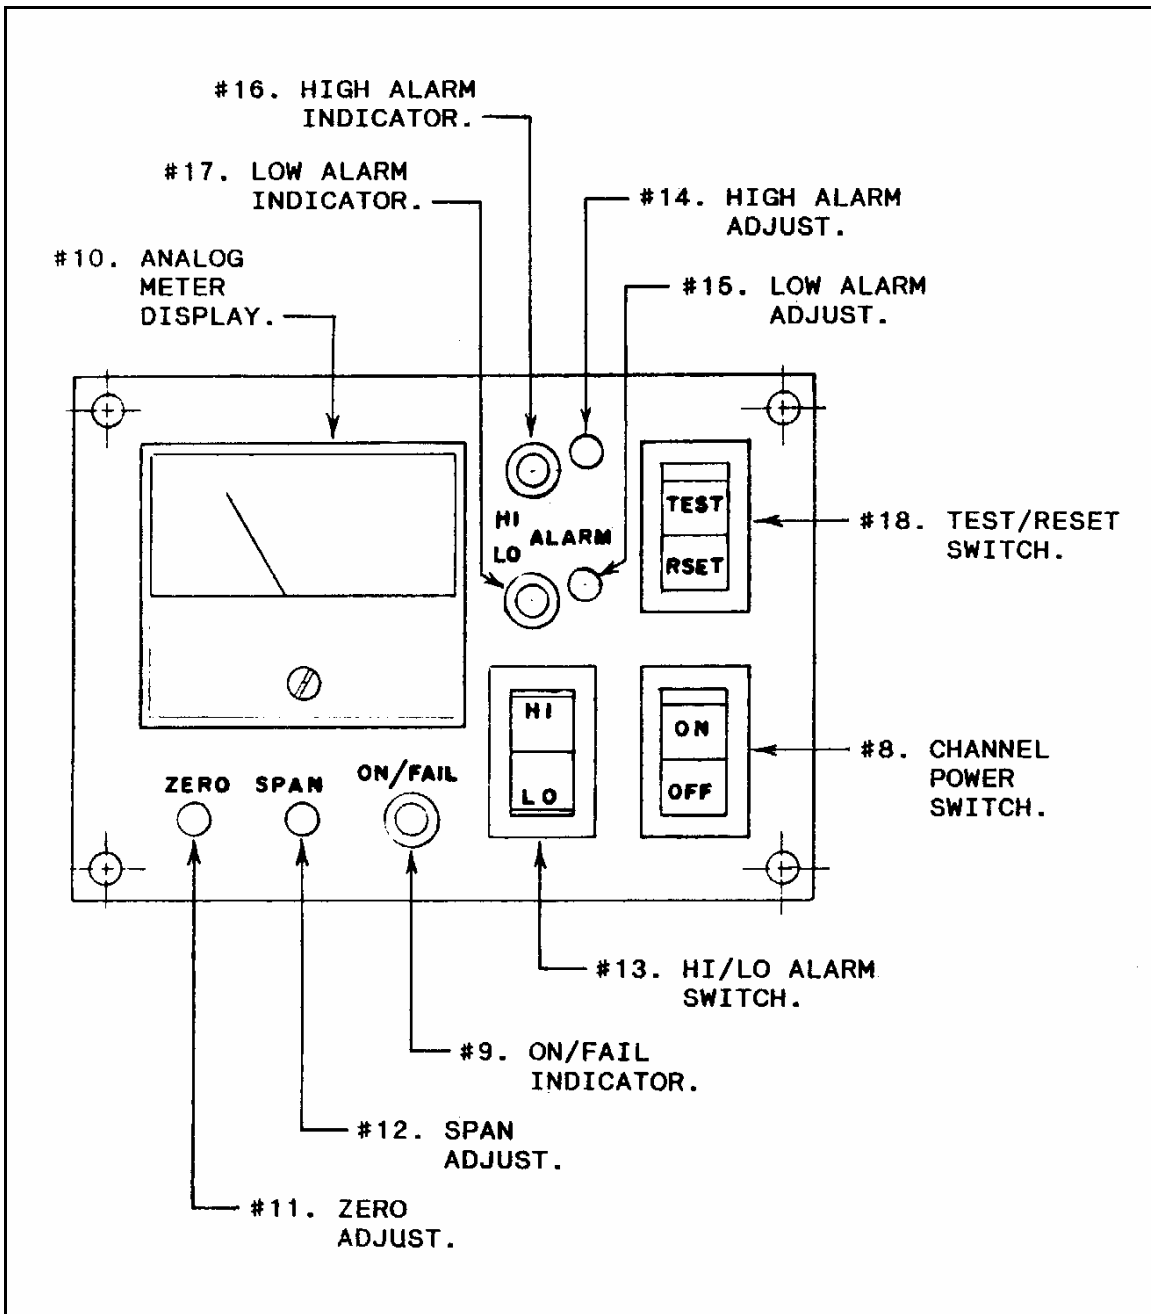 #16. HIGH ALARM
INDICATOR.
#17. LOW ALARM
INDICATOR.
#14. HIGH ALARM
ADJUST.
#10. ANALOG
METER
DISPLAY.
#15. LOW ALARM
ADJUST.
HI
LO
ALARM
TEST
RSET
#18. TEST/RESET
SWITCH.
HI
LO
ON
OFF
#8. CHANNEL
POWER
SWITCH.
ZERO
SPAN
ON/FAIL
#13. HI/LO ALARM
SWITCH.
#9. ON/FAIL
INDICATOR.
#12. SPAN
ADJUST.
#11. ZERO
ADJUST.